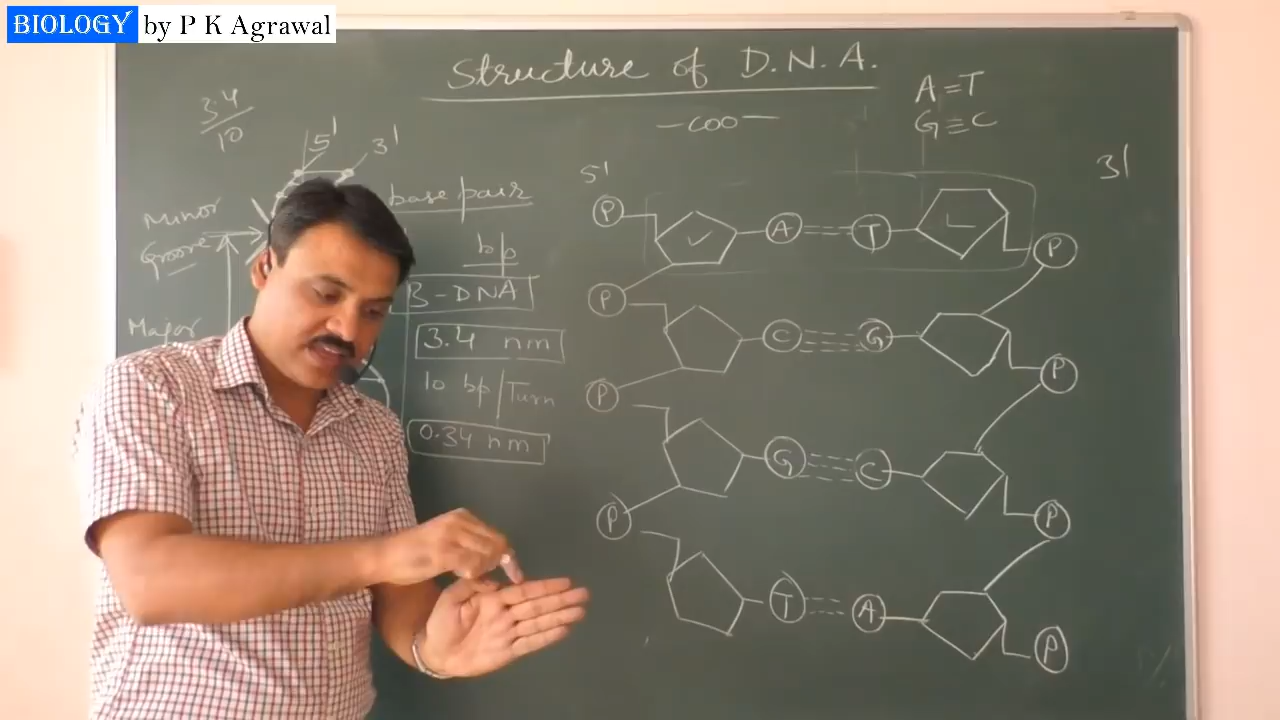 BIOLOGY by P K Agrawal
Structure of D.N.A.
A=T
G≡C
-COO-
3.4
10
5'
3'
base pair
bp
B-DNA
3.4 nm
10 bp/Turn
0.34 nm
Minor
Groove
Major
5'
3'
P
A
T
P
P
C
G
P
P
G
C
P
P
T
A
P